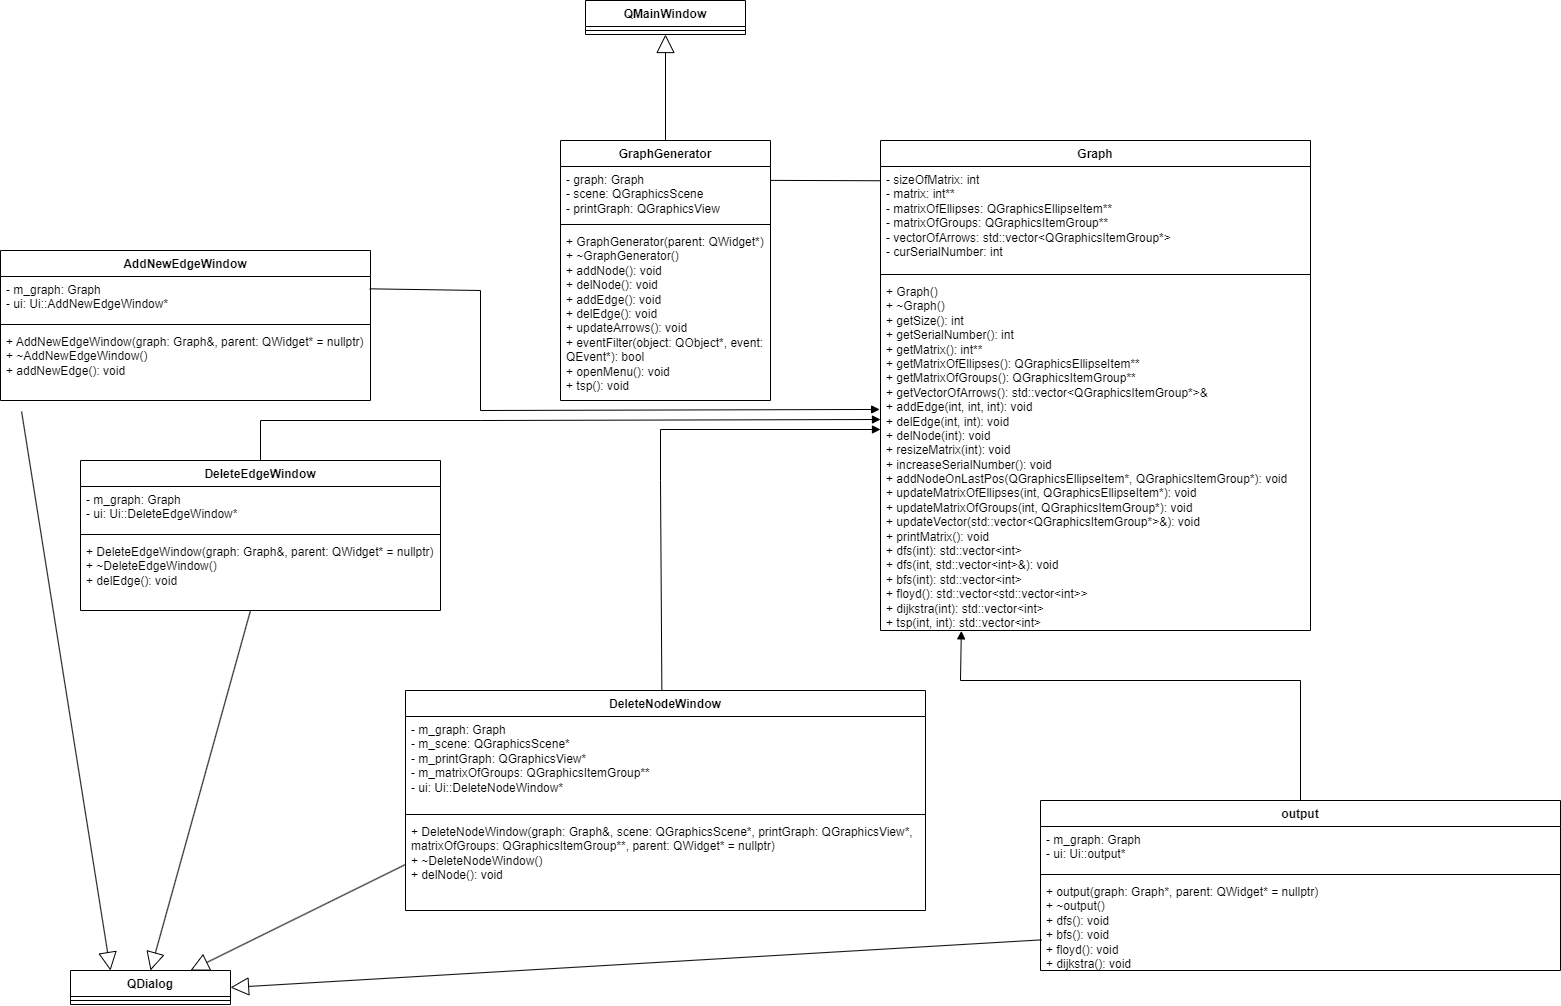 QMainWindow
GraphGenerator
- graph: Graph
- scene: QGraphicsScene
- printGraph: QGraphicsView
+ GraphGenerator(parent: QWidget*)
+ ~GraphGenerator()
+ addNode(): void
+ delNode(): void
+ addEdge(): void
+ delEdge(): void
+ updateArrows(): void
+ eventFilter(object: QObject*, event:
QEvent*): bool
+ openMenu(): void
+ tsp(): void
Graph
- sizeOfMatrix: int
- matrix: int**
- matrixOfEllipses: QGraphicsEllipseItem**
- matrixOfGroups: QGraphicsItemGroup**
- vectorOfArrows: std::vector<QGraphicsItemGroup*>
- curSerialNumber: int
+ Graph()
+ ~Graph()
+ getSize(): int
+ getSerialNumber(): int
+ getMatrix(): int**
+ getMatrixOfEllipses(): QGraphicsEllipseItem**
+ getMatrixOfGroups(): QGraphicsItemGroup**
+ getVectorOfArrows(): std::vector<QGraphicsItemGroup*>&
+ addEdge(int, int, int): void
+ delEdge(int, int): void
+ delNode(int): void
+ resizeMatrix(int): void
+ increaseSerialNumber(): void
+ addNodeOnLastPos(QGraphicsEllipseItem*, QGraphicsItemGroup*): void
+ updateMatrixOfEllipses(int, QGraphicsEllipseItem*): void
+ updateMatrixOfGroups(int, QGraphicsItemGroup*): void
+ updateVector(std::vector<QGraphicsItemGroup*>&): void
+ printMatrix(): void
+ dfs(int): std::vector<int>
+ dfs(int, std::vector<int>&): void
+ bfs(int): std::vector<int>
+ floyd(): std::vector<std::vector<int>>
+ dijkstra(int): std::vector<int>
+ tsp(int, int): std::vector<int>
AddNewEdgeWindow
- m_graph: Graph
- ui: Ui::AddNewEdgeWindow*
+ AddNewEdgeWindow(graph: Graph&, parent: QWidget* = nullptr)
+ ~AddNewEdgeWindow()
+ addNewEdge(): void
DeleteEdgeWindow
- m_graph: Graph
- ui: Ui::DeleteEdgeWindow*
+ DeleteEdgeWindow(graph: Graph&, parent: QWidget* = nullptr)
+ ~DeleteEdgeWindow()
+ delEdge(): void
DeleteNodeWindow
- m_graph: Graph
- m_scene: QGraphicsScene*
- m_printGraph: QGraphicsView*
- m_matrixOfGroups: QGraphicsItemGroup**
- ui: Ui::DeleteNodeWindow*
+ DeleteNodeWindow(graph: Graph&, scene: QGraphicsScene*, printGraph: QGraphicsView*,
matrixOfGroups: QGraphicsItemGroup**, parent: QWidget* = nullptr)
+ ~DeleteNodeWindow()
+ delNode(): void
output
- m_graph: Graph
- ui: Ui::output*
+ output(graph: Graph*, parent: QWidget* = nullptr)
+ ~output()
+ dfs(): void
+ bfs(): void
+ floyd(): void
+ dijkstra(): void
QDialog